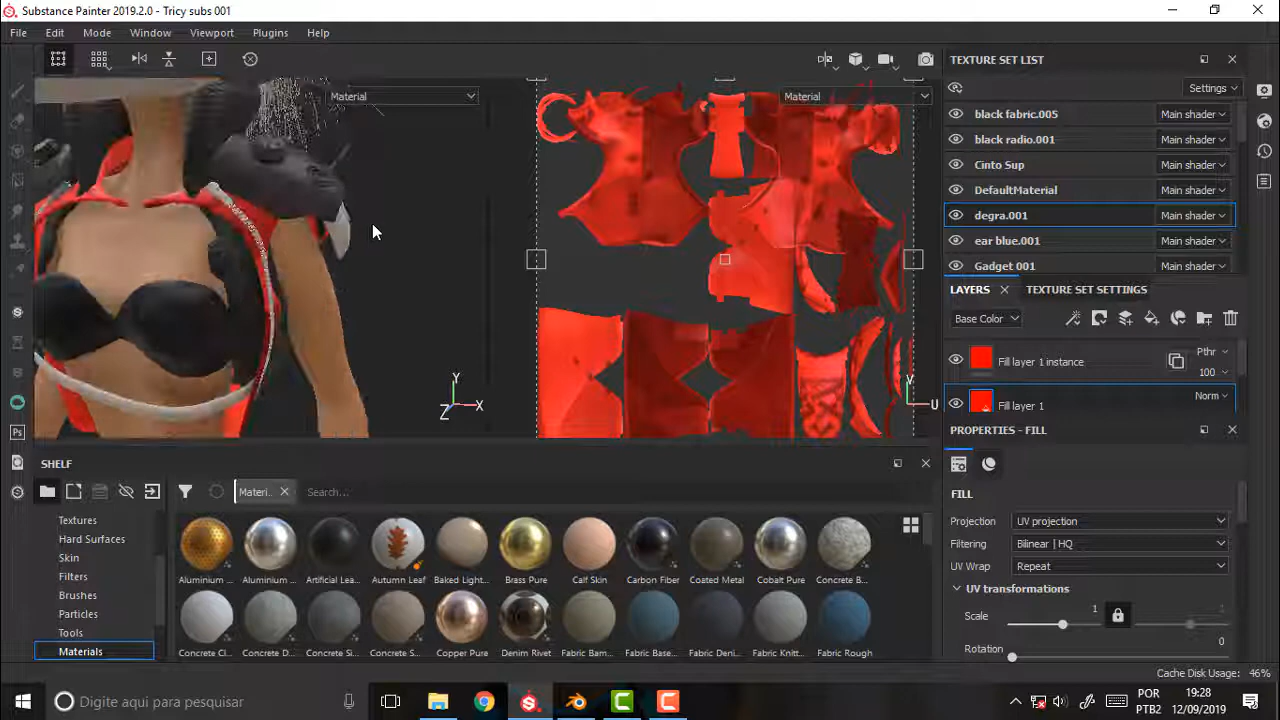 Substance Painter 2019.2.0 - Tricy subs 001
File Edit Mode Window Viewport Plugins Help
Material
Material
TEXTURE SET LIST
Settings
black fabric.005 Main shader
black radio.001 Main shader
Cinto Sup Main shader
DefaultMaterial Main shader
degra.001 Main shader
ear blue.001 Main shader
Gadget 001 Main shader
LAYERS TEXTURE SET SETTINGS
Base Color
Fill layer 1 instance Pthr 100
Fill layer 1 Norm
PROPERTIES - FILL
FILL
Projection UV projection
Filtering Bilinear | HQ
UV Wrap Repeat
UV transformations
Scale 1 1
Rotation 0
Y
X
Z
V
U
SHELF
Materi.. Search...
Textures
Hard Surfaces
Skin
Filters
Brushes
Particles
Tools
Materials
Aluminium ... Aluminium ... Artificial Lea... Autumn Leaf Baked Light... Brass Pure Calf Skin Carbon Fiber Coated Metal Cobalt Pure Concrete B...
Concrete Cl... Concrete D... Concrete Si... Concrete S... Copper Pure Denim Rivet Fabric Bam... Fabric Base... Fabric Deni... Fabric Knitt... Fabric Rough
Cache Disk Usage: 46%
Digite aqui para pesquisar
Ps
POR
PTB2
19:28
12/09/2019